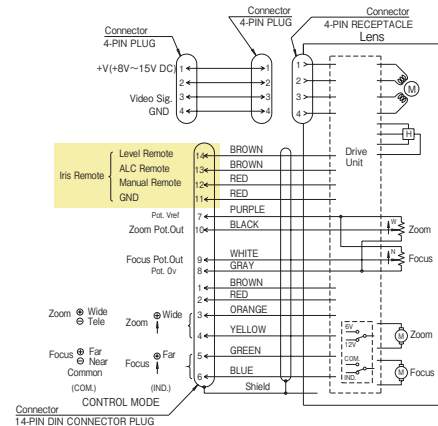 Connector
4-PIN PLUG
Connector
4-PIN PLUG
Connector
4-PIN RECEPTACLE
Lens
+V(+8V~15V DC) 1 1 1
2 2 2
Video Sig. 3 3 3
GND 4 4 4
M
H
Drive
Unit
Iris Remote
Level Remote 14 BROWN
ALC Remote 13 BROWN
Manual Remote 12 RED
GND 11 RED
Pot. Vref 7 PURPLE
Zoom Pot.Out 10 BLACK
W Zoom
Focus Pot.Out 9 WHITE
N Focus
Pot. 0v 8 GRAY
1 BROWN
2 RED
Zoom ⊕ Wide
⊖ Tele
Zoom ⊕ Wide
3 ORANGE
4 YELLOW
6V
12V
M Zoom
Focus ⊕ Far
⊖ Near
Common
Focus ⊕ Far
5 GREEN
6 BLUE
COM.
IND.
M Focus
(COM.) (IND.)
Shield
CONTROL MODE
Connector
14-PIN DIN CONNECTOR PLUG